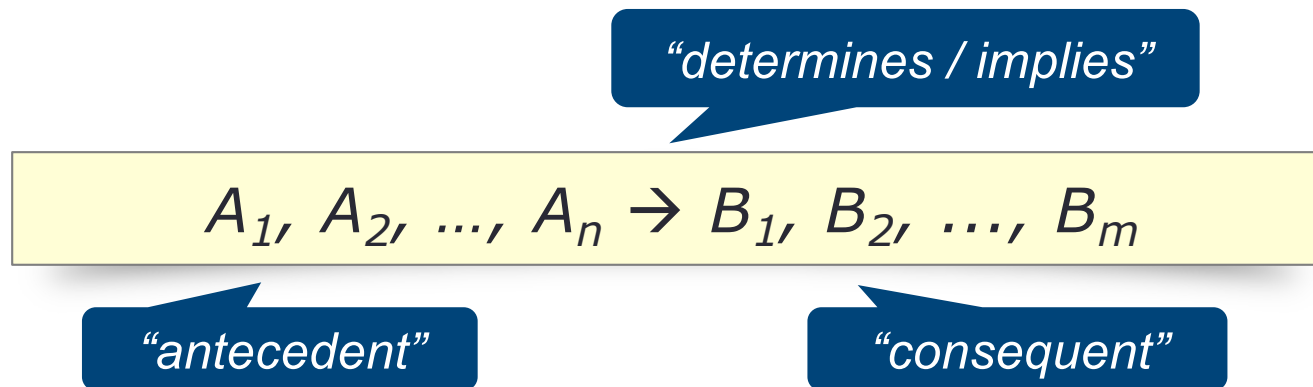 “determines / implies”
A₁, A₂, …, Aₙ → B₁, B₂, ..., Bₘ
“antecedent” “consequent”